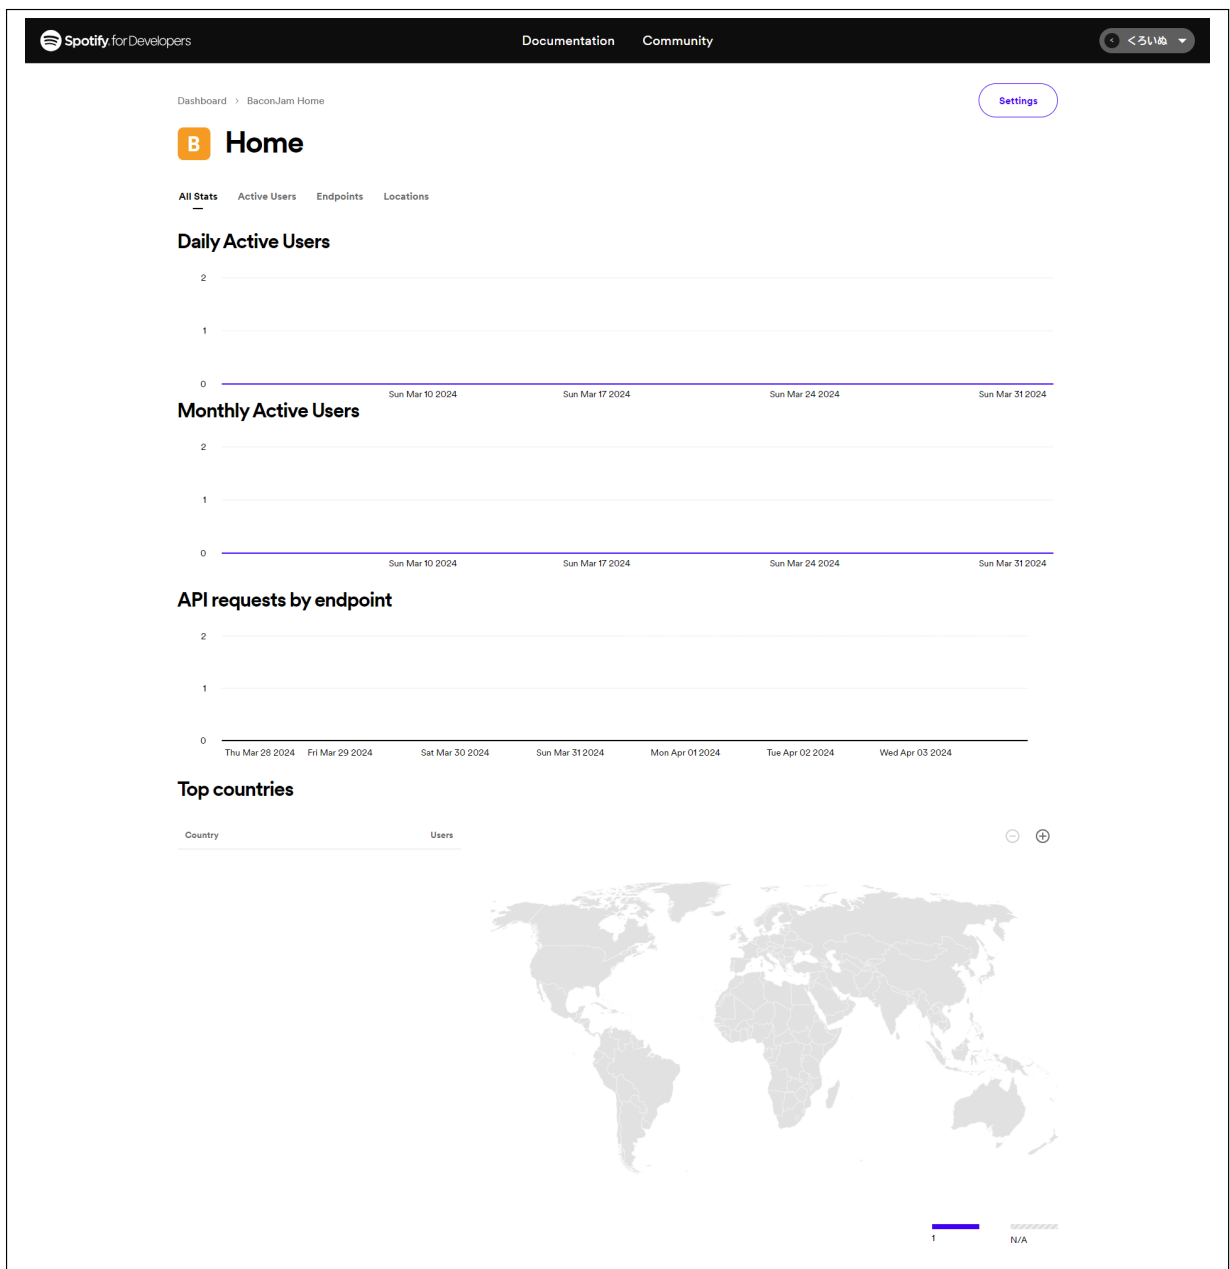 Spotify for Developers
Documentation
Community
く くろいぬ
Dashboard > BaconJam Home
Settings
B
Home
All Stats
Active Users
Endpoints
Locations
Daily Active Users
2
1
0
Sun Mar 10 2024
Sun Mar 17 2024
Sun Mar 24 2024
Sun Mar 31 2024
Monthly Active Users
2
1
0
Sun Mar 10 2024
Sun Mar 17 2024
Sun Mar 24 2024
Sun Mar 31 2024
API requests by endpoint
2
1
0
Thu Mar 28 2024
Fri Mar 29 2024
Sat Mar 30 2024
Sun Mar 31 2024
Mon Apr 01 2024
Tue Apr 02 2024
Wed Apr 03 2024
Top countries
Country
Users
1
N/A